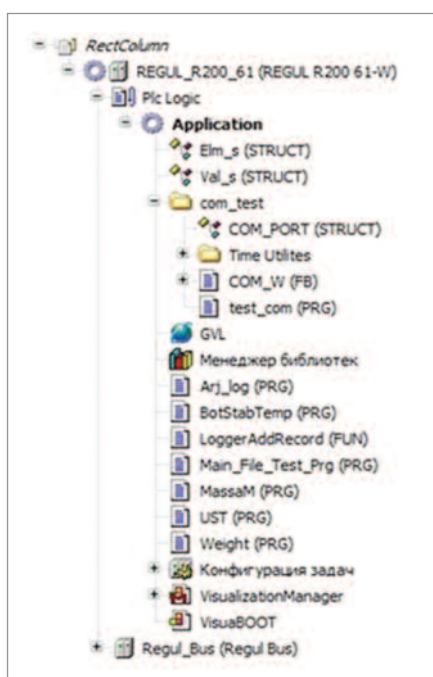 RectColumn
REGUL_R200_61 (REGUL R200 61-W)
Plc Logic
Application
Elm_s (STRUCT)
Val_s (STRUCT)
com_test
COM_PORT (STRUCT)
Time Utilites
COM_W (FB)
test_com (PRG)
GVL
Менеджер библиотек
Arj_log (PRG)
BotStabTemp (PRG)
LoggerAddRecord (FUN)
Main_File_Test_Prg (PRG)
MassaM (PRG)
UST (PRG)
Weight (PRG)
Конфигурация задач
VisualizationManager
VisuaBOOT
Regul_Bus (Regul Bus)